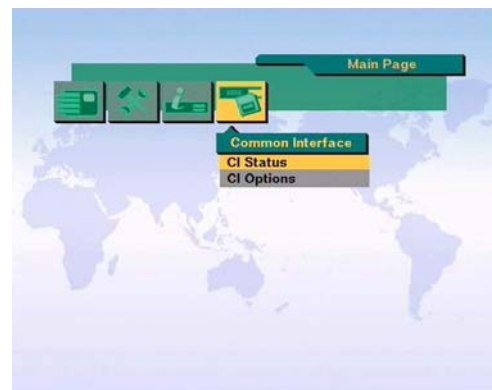 Main Page
Common Interface
CI Status
CI Options